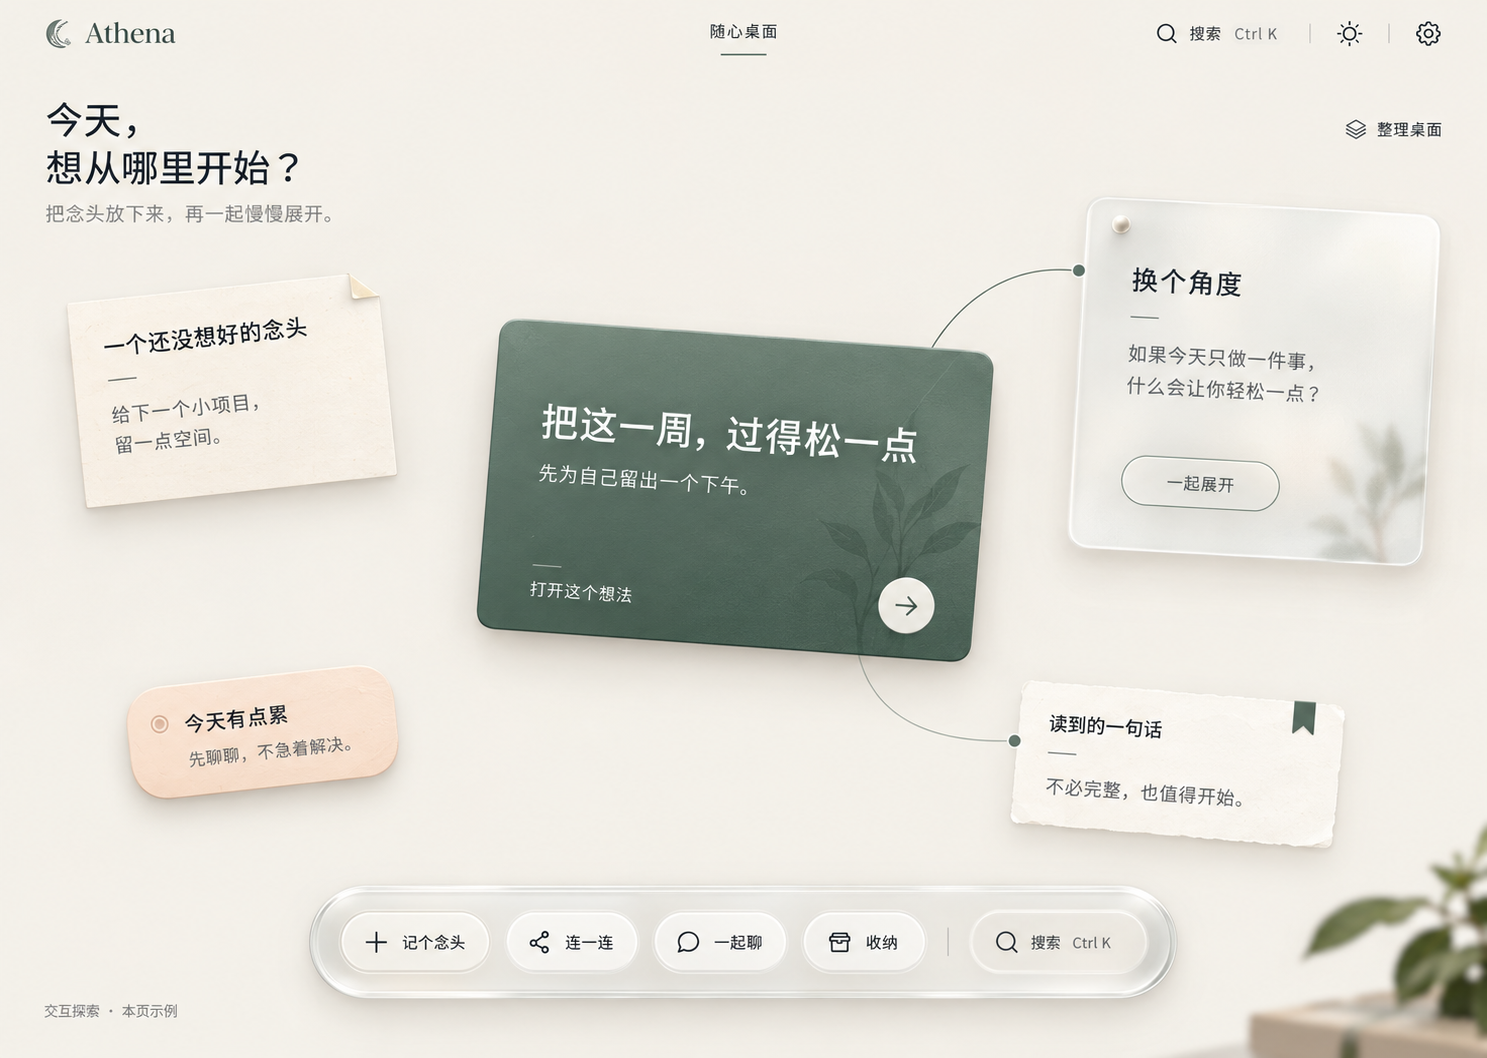 Athena
随心桌面
搜索 Ctrl K
今天，
想从哪里开始？
把念头放下来，再一起慢慢展开。
整理桌面
一个还没想好的念头
给下一个小项目，
留一点空间。
把这一周，过得松一点
先为自己留出一个下午。
打开这个想法
换个角度
如果今天只做一件事，
什么会让你轻松一点？
一起展开
今天有点累
先聊聊，不急着解决。
读到的一句话
不必完整，也值得开始。
记个念头
连一连
一起聊
收纳
搜索 Ctrl K
交互探索 · 本页示例